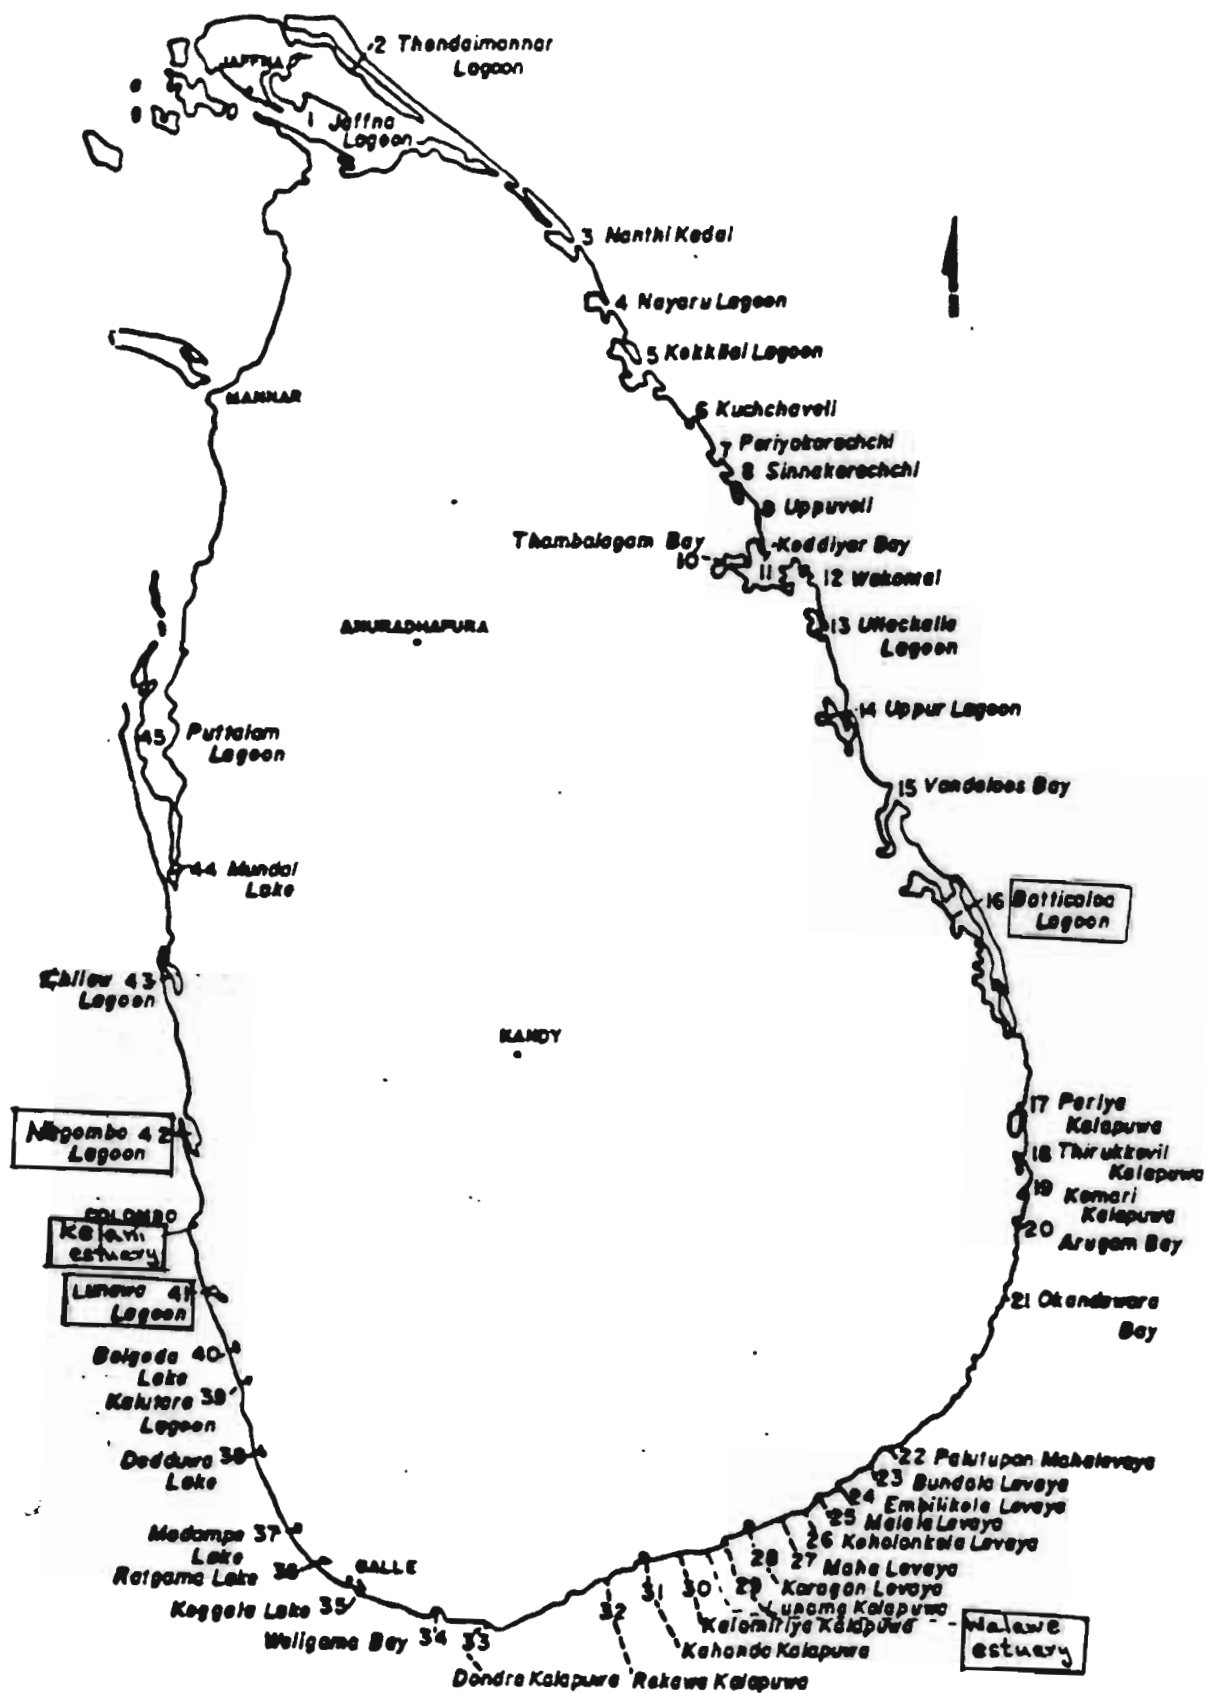 2 Thondaimannar
Lagoon
JAFFNA
1 Jaffna
Lagoon
3 Nanthi Kadal
4 Nayaru Lagoon
5 Kokkilai Lagoon
MANNAR
6 Kuchchaveli
7 Periyakarachchi
8 Sinnakarachchi
9 Uppuveli
Thambalagam Bay
10
Koddiyar Bay
11
12 Wakamal
ANURADHAPURA
13 Ullackalle
Lagoon
14 Uppur Lagoon
45 Puttalam
Lagoon
15 Vandeloos Bay
44 Mundal
Lake
16 Batticaloa
Lagoon
Chilaw 43
Lagoon
KANDY
17 Periya
Kalapuwa
Negombo 42
Lagoon
18 Thirukkovil
Kalapuwa
19 Komari
Kalapuwa
COLOMBO
Kelani
estuary
20
Arugam Bay
Lunawa 41
Lagoon
21 Okandawara
Bay
Bolgoda 40
Lake
Kalutara 39
Lagoon
Dedduwa 38
Lake
22 Palutupan Mahalevaya
23 Bundala Levaya
24 Embilikala Levaya
25 Malala Levaya
26 Koholankala Levaya
27 Maha Levaya
28 Karagan Levaya
29 Lunama Kalapuwa
30 Kalamitiya Kalapuwa
Walawe
estuary
31
Kahanda Kalapuwa
32
Rakawa Kalapuwa
Madampe 37
Lake
Ratgama Lake 36
GALLE
Koggala Lake 35
Weligama Bay 34
33
Dondra Kalapuwa